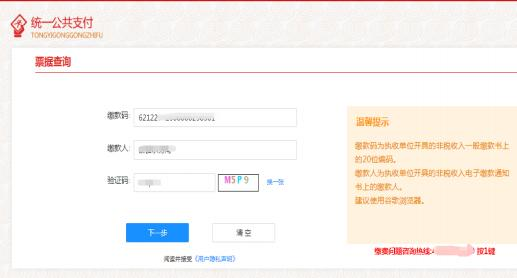 统一公共支付
TONGYIGONGGONGZHIFU
票据查询
缴款码:
缴款人:
验证码: M5P9 换一张
下一步 清 空
阅读并接受《用户隐私声明》
温馨提示
缴款码为执收单位开具的非税收入一般缴款书上
的20位编码。
缴款人为执收单位开具的非税收入电子缴款通知
书上的缴款人。
建议使用谷歌浏览器。
缴费问题咨询热线: 按1键